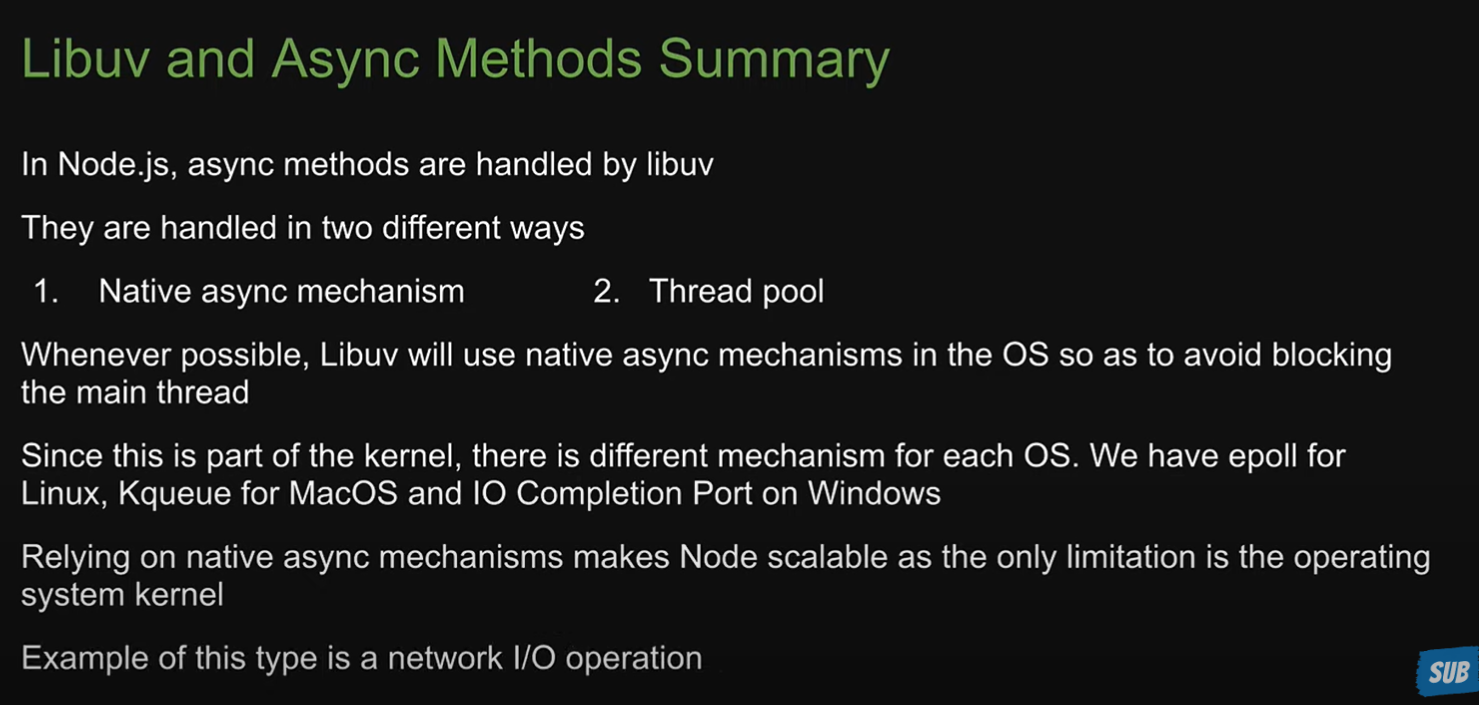 Libuv and Async Methods Summary
In Node.js, async methods are handled by libuv
They are handled in two different ways
1. Native async mechanism 2. Thread pool
Whenever possible, Libuv will use native async mechanisms in the OS so as to avoid blocking
the main thread
Since this is part of the kernel, there is different mechanism for each OS. We have epoll for
Linux, Kqueue for MacOS and IO Completion Port on Windows
Relying on native async mechanisms makes Node scalable as the only limitation is the operating
system kernel
Example of this type is a network I/O operation
SUB